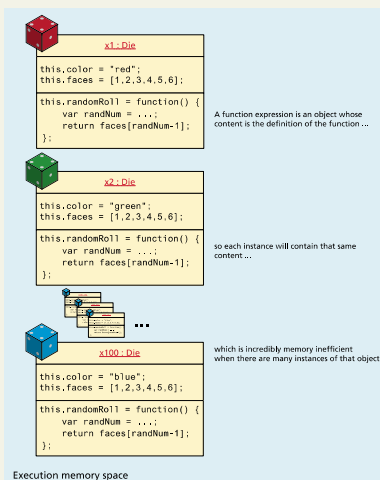 x1 : Die
this.color = "red";
this.faces = [1,2,3,4,5,6];
this.randomRoll = function() {
var randNum = ...;
return faces[randNum-1];
};
A function expression is an object whose
content is the definition of the function ...
x2 : Die
this.color = "green";
this.faces = [1,2,3,4,5,6];
this.randomRoll = function() {
var randNum = ...;
return faces[randNum-1];
};
so each instance will contain that same
content ...
...
x100 : Die
this.color = "blue";
this.faces = [1,2,3,4,5,6];
this.randomRoll = function() {
var randNum = ...;
return faces[randNum-1];
};
which is incredibly memory inefficient
when there are many instances of that object
Execution memory space